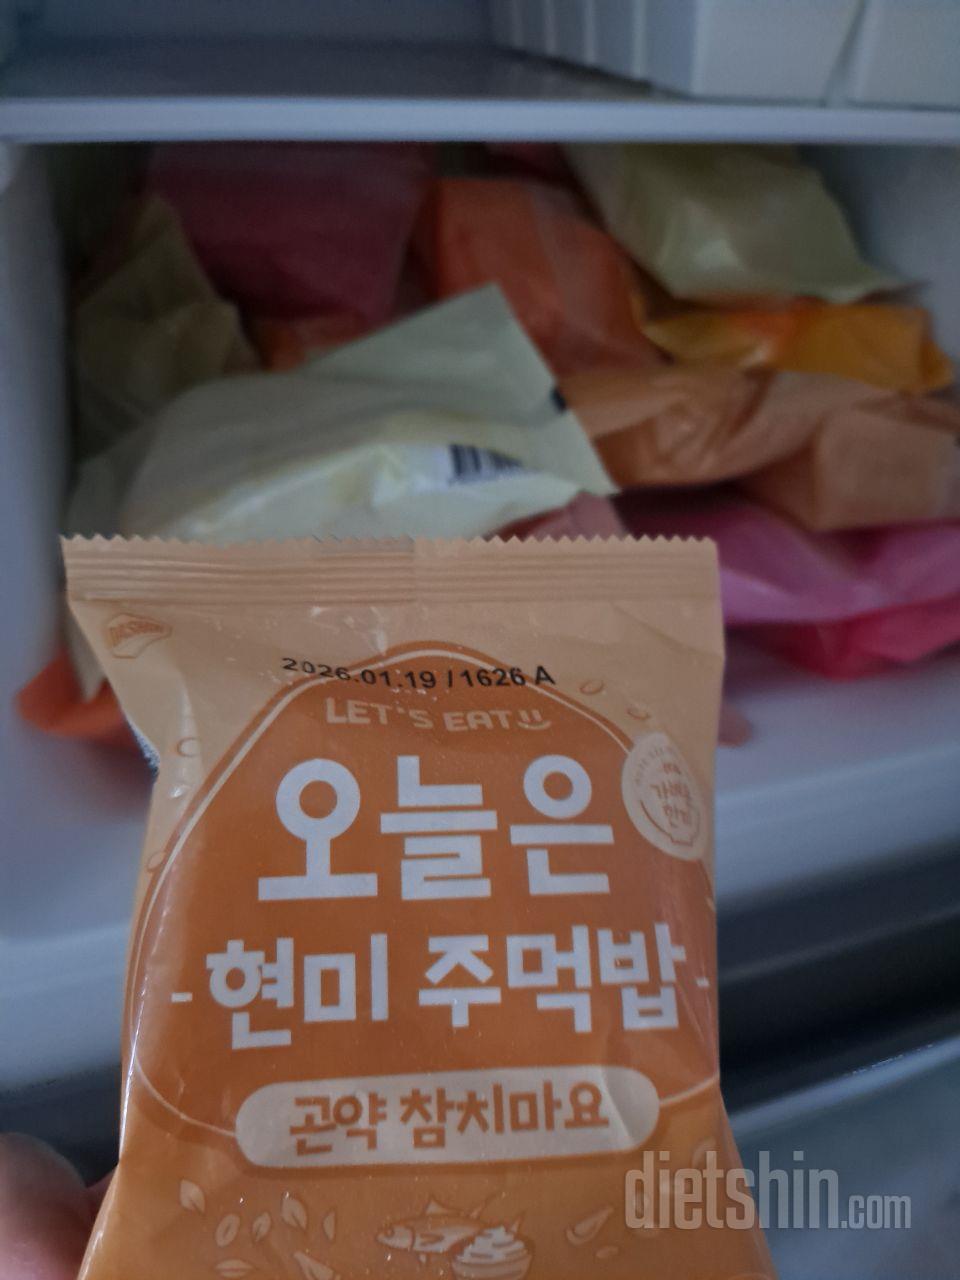 2026.01.19 / 1626 A
LET'S EAT
오늘은
-현미 주먹밥-
곤약 참치마요
dietshin.com